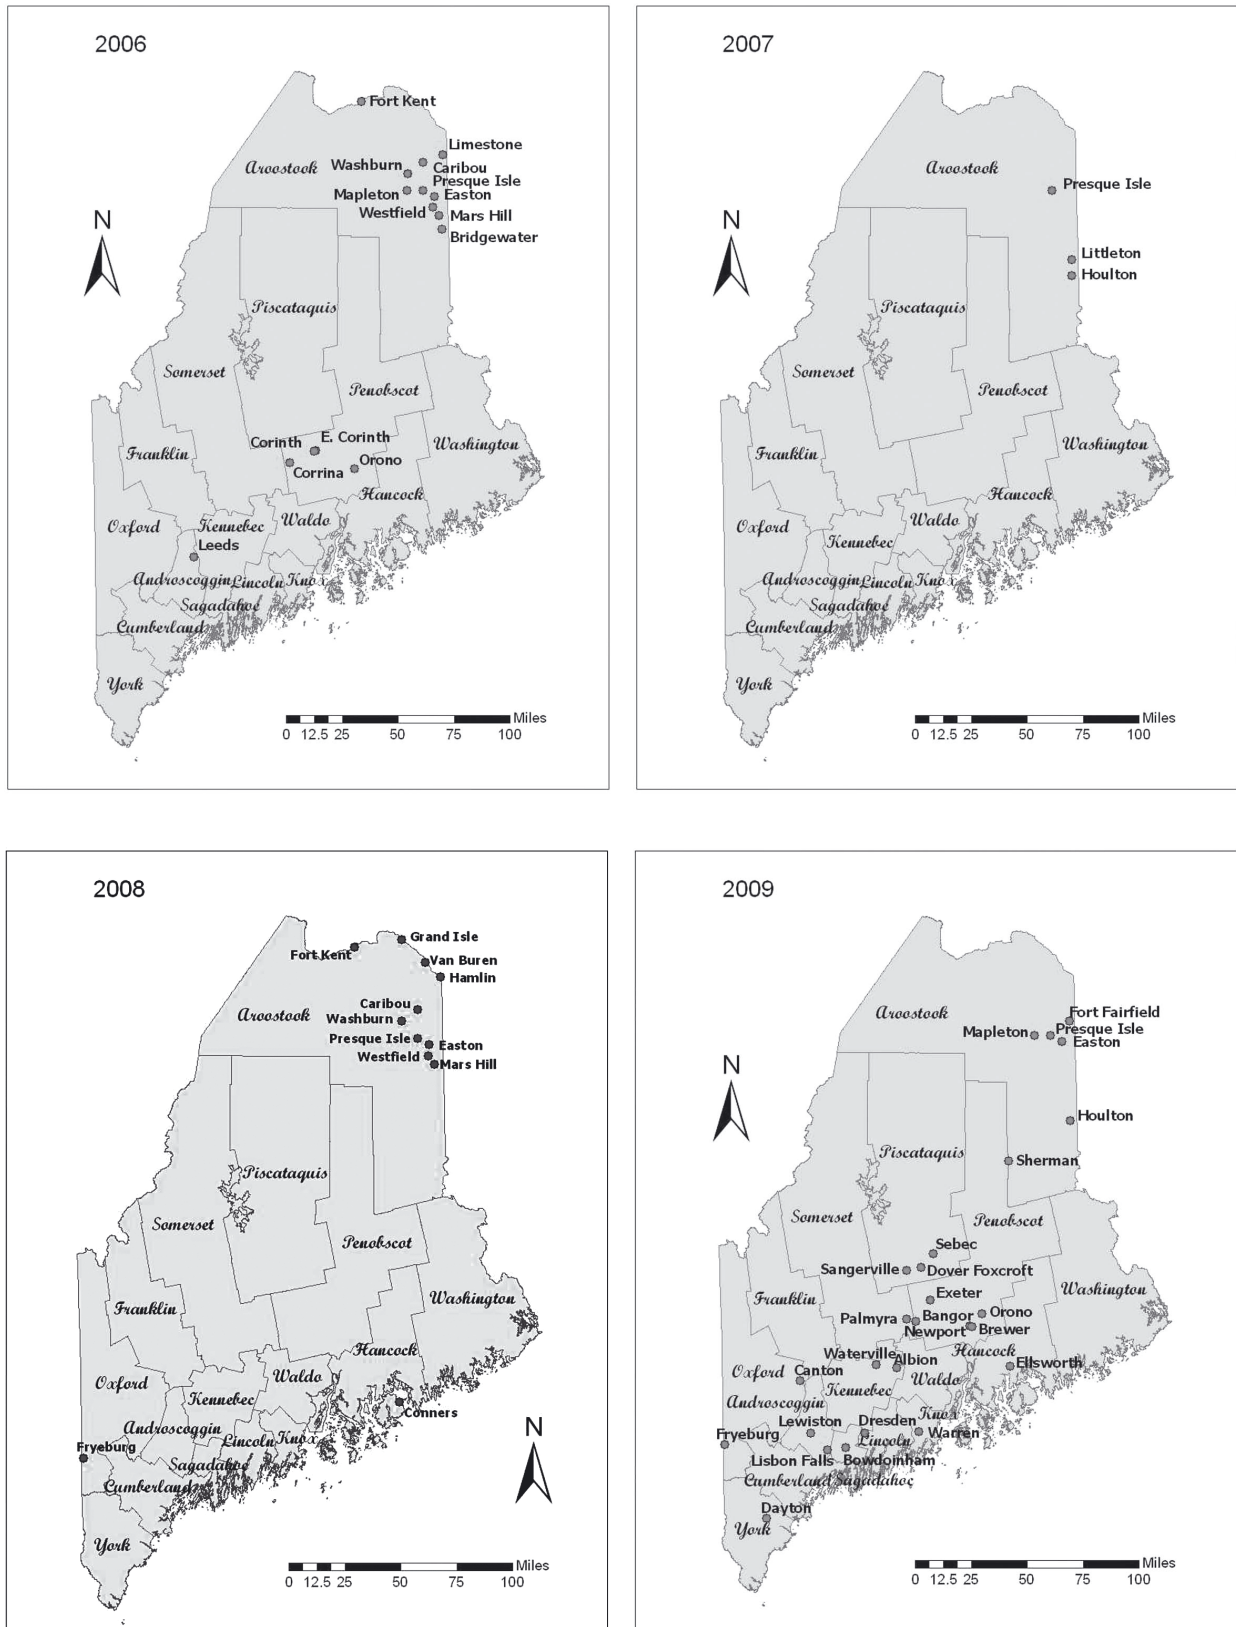 2006
Fort Kent
Limestone
Aroostook
Washburn
Caribou
Presque Isle
Mapleton
Easton
Westfield
Mars Hill
Bridgewater
N
Piscataquis
Somerset
Penobscot
Corinth
E. Corinth
Washington
Franklin
Corrina
Orono
Hancock
Oxford
Kennebec
Waldo
Leeds
Androscoggin
Lincoln
Knox
Sagadahoc
Cumberland
York
Miles
0 12.5 25 50 75 100
2007
Aroostook
Presque Isle
N
Littleton
Houlton
Piscataquis
Somerset
Penobscot
Washington
Franklin
Hancock
Oxford
Waldo
Kennebec
Androscoggin
Lincoln
Knox
Sagadahoc
Cumberland
York
Miles
0 12.5 25 50 75 100
2008
Grand Isle
Fort Kent
Van Buren
Hamlin
Caribou
Aroostook
Washburn
Presque Isle
Easton
Westfield
Mars Hill
Piscataquis
Somerset
Penobscot
Washington
Franklin
Hancock
Oxford
Waldo
Kennebec
Conners
Androscoggin
Lincoln
Knox
N
Fryeburg
Sagadahoc
Cumberland
York
Miles
0 12.5 25 50 75 100
2009
Aroostook
Fort Fairfield
Mapleton
Presque Isle
Easton
N
Houlton
Piscataquis
Sherman
Somerset
Penobscot
Sebec
Sangerville
Dover Foxcroft
Washington
Franklin
Exeter
Palmyra
Bangor
Orono
Newport
Brewer
Waterville
Albion
Hancock
Ellsworth
Oxford
Canton
Kennebec
Waldo
Androscoggin
Knox
Lewiston
Dresden
Fryeburg
Lincoln
Warren
Lisbon Falls
Bowdoinham
Cumberland
Sagadahoc
Dayton
York
Miles
0 12.5 25 50 75 100